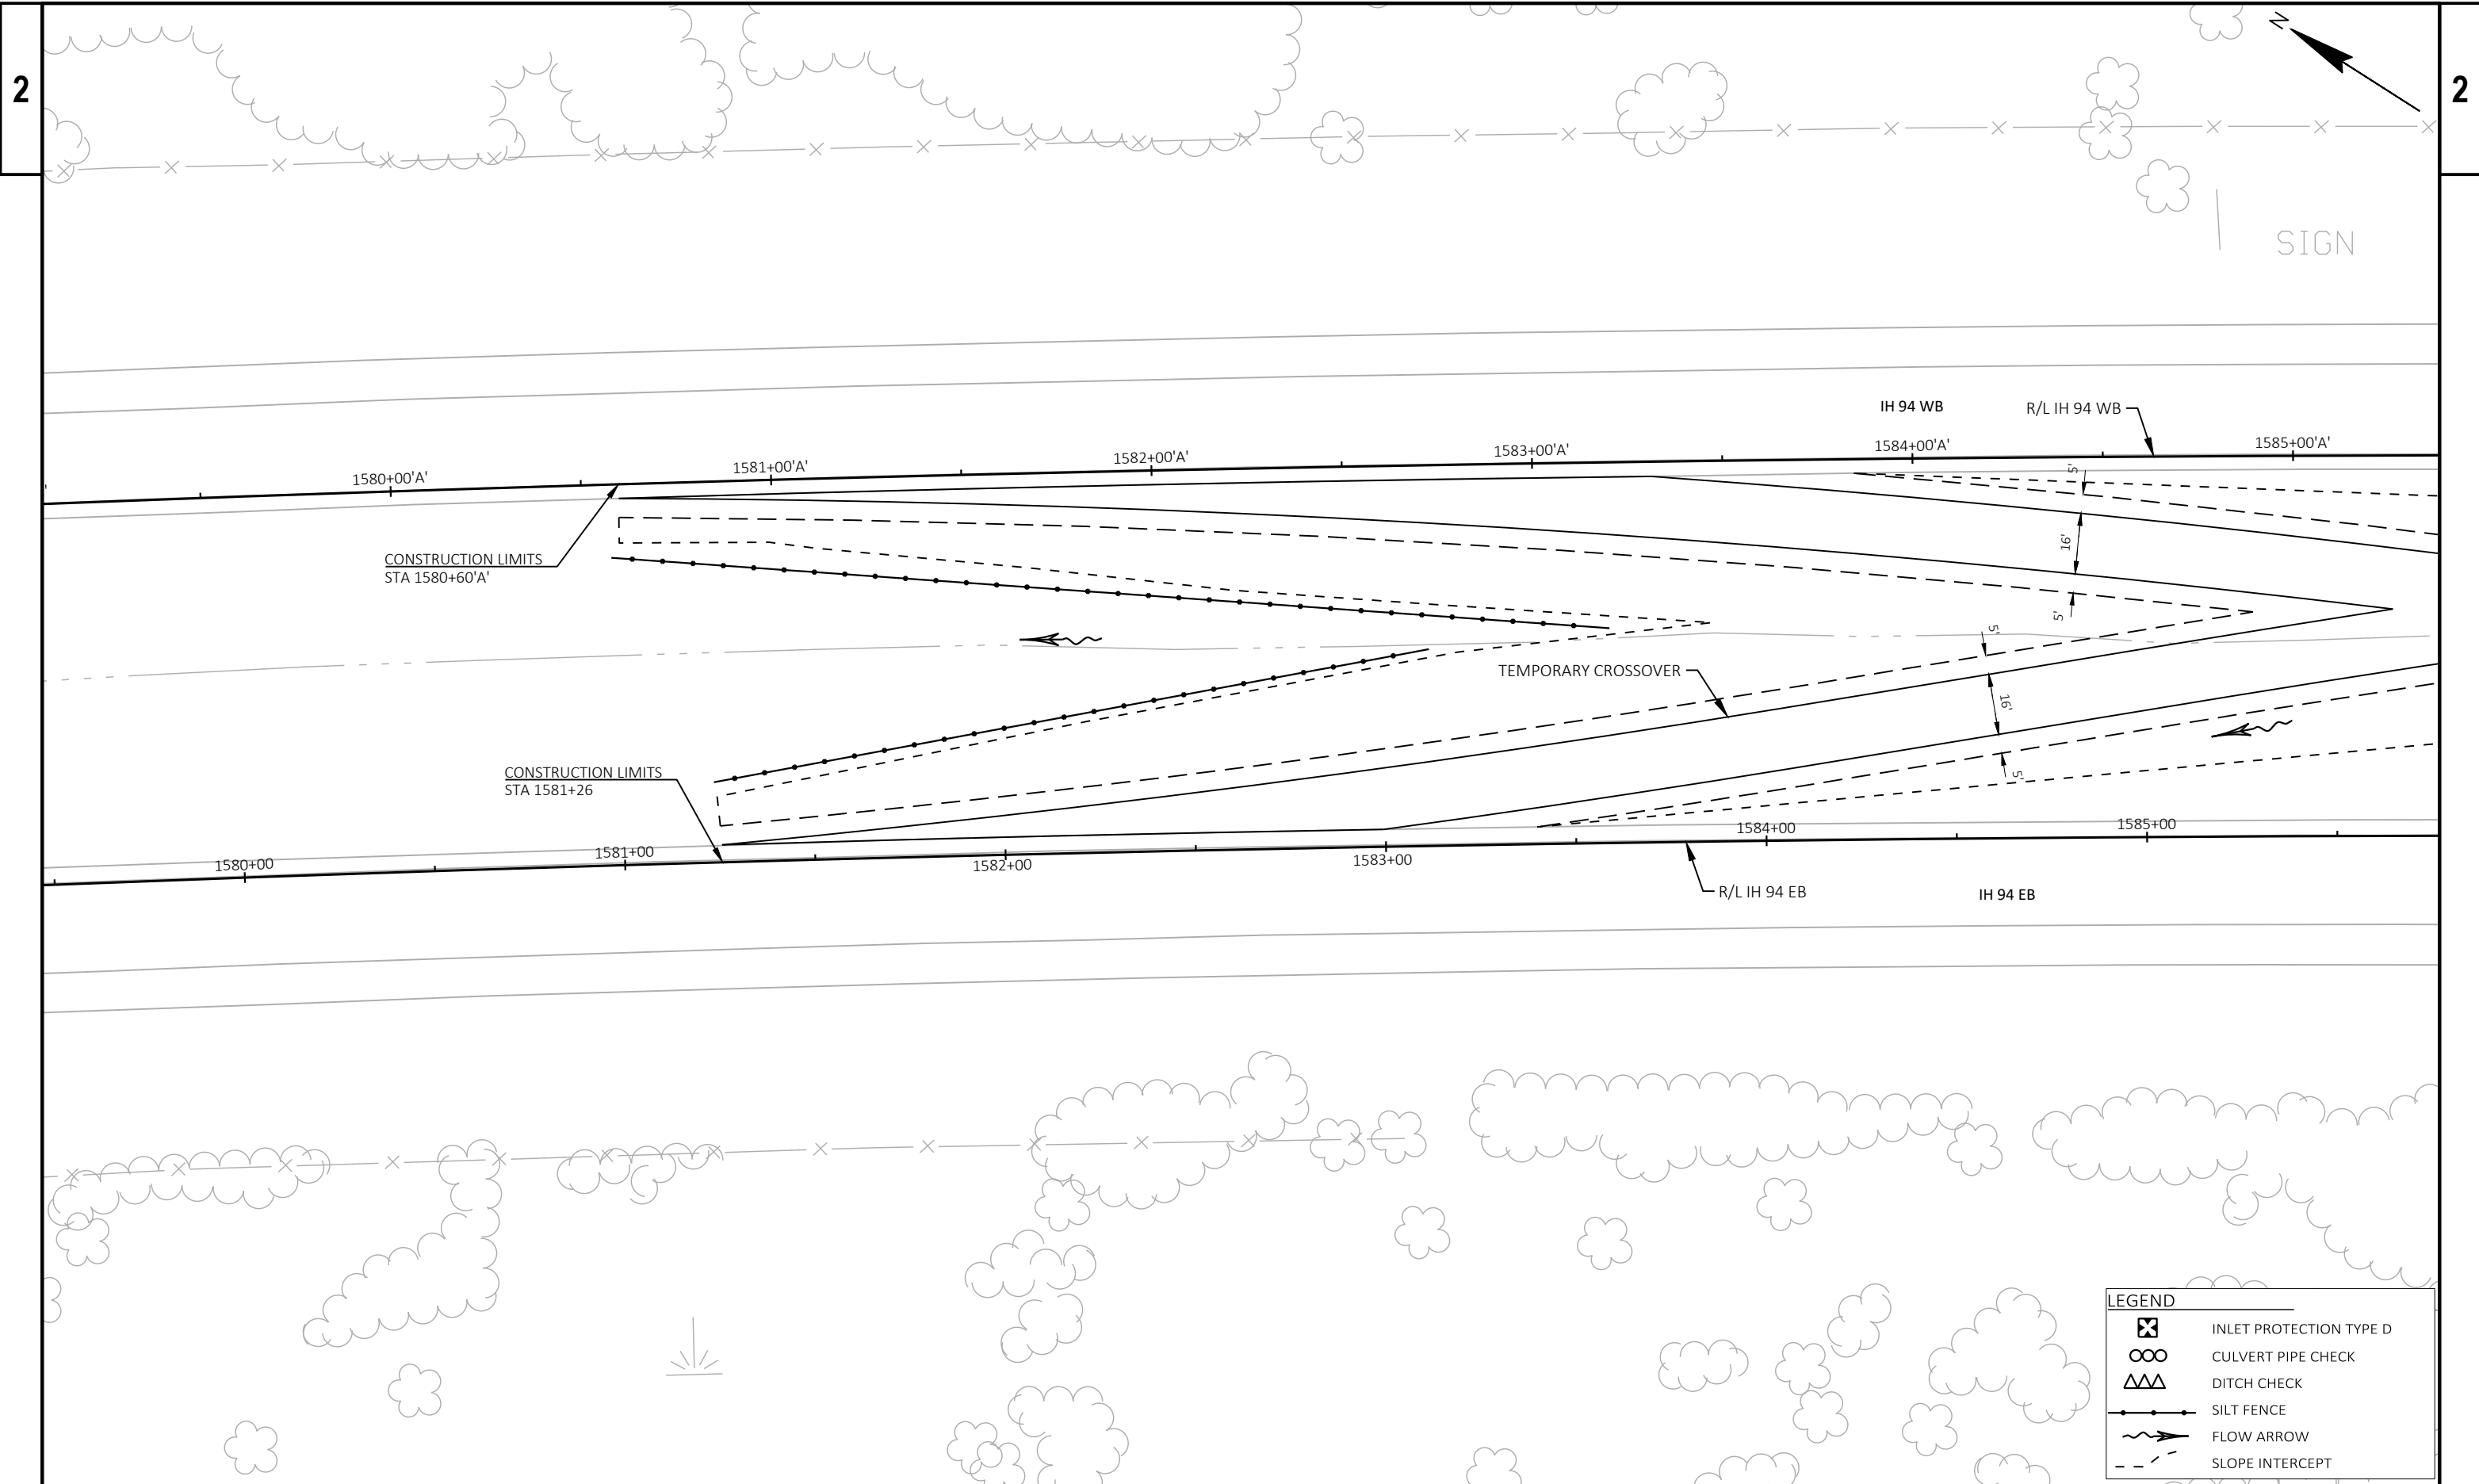 2
2
N
SIGN
IH 94 WB
R/L IH 94 WB
1580+00'A'
1581+00'A'
1582+00'A'
1583+00'A'
1584+00'A'
1585+00'A'
'
5'
16'
5'
CONSTRUCTION LIMITS
STA 1580+60'A'
5'
TEMPORARY CROSSOVER
16'
5'
CONSTRUCTION LIMITS
STA 1581+26
1580+00
1581+00
1582+00
1583+00
1584+00
1585+00
R/L IH 94 EB
IH 94 EB
LEGEND
INLET PROTECTION TYPE D
CULVERT PIPE CHECK
DITCH CHECK
SILT FENCE
FLOW ARROW
SLOPE INTERCEPT